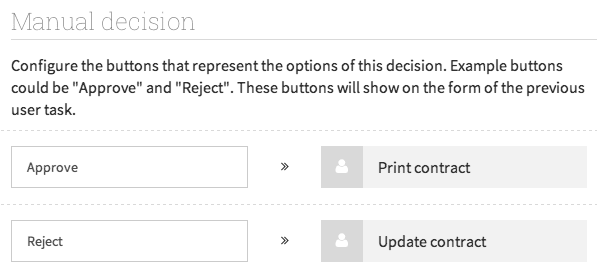 Manual decision
Configure the buttons that represent the options of this decision. Example buttons
could be "Approve" and "Reject". These buttons will show on the form of the previous
user task.
Approve » Print contract
Reject » Update contract